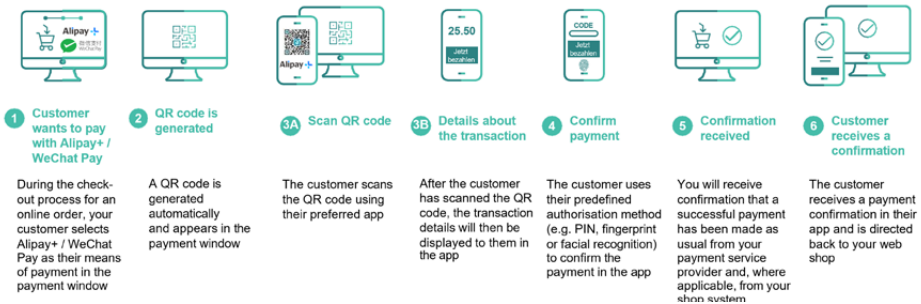 Alipay+
微信支付
WeChat Pay
Alipay+
25.50
Jetzt
bezahlen
CODE
Jetzt
bezahlen
1 Customer
wants to pay
with Alipay+ /
WeChat Pay
During the check-
out process for an
online order, your
customer selects
Alipay+ / WeChat
Pay as their means
of payment in the
payment window
2 QR code is
generated
A QR code is
generated
automatically
and appears in the
payment window
3A Scan QR code
The customer scans
the QR code using
their preferred app
3B Details about
the transaction
After the customer
has scanned the QR
code, the transaction
details will then be
displayed to them in
the app
4 Confirm
payment
The customer uses
their predefined
authorisation method
(e.g. PIN, fingerprint
or facial recognition)
to confirm the
payment in the app
5 Confirmation
received
You will receive
confirmation that a
successful payment
has been made as
usual from your
payment service
provider and, where
applicable, from your
shop system
6 Customer
receives a
confirmation
The customer
receives a payment
confirmation in their
app and is directed
back to your web
shop